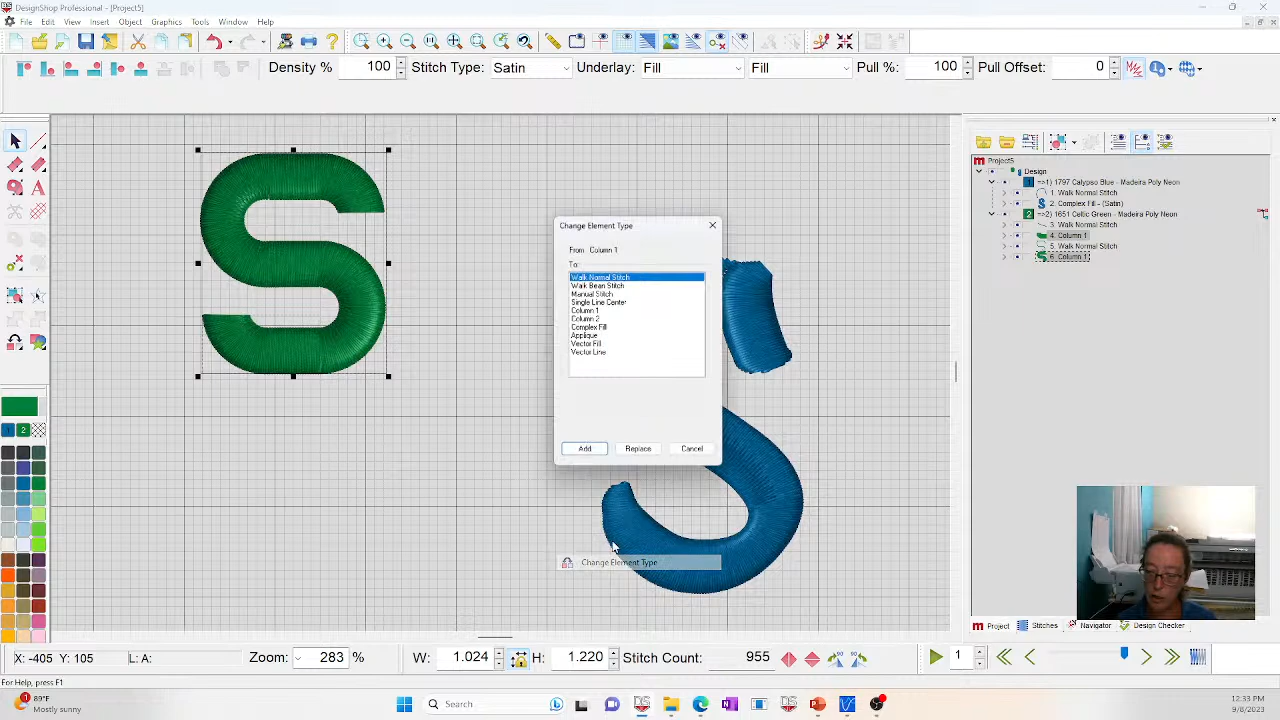 DesignShop Professional - [Project5]
File Edit View Insert Object Graphics Tools Window Help
Density % 100 Stitch Type: Satin Underlay: Fill Fill Pull %: 100 Pull Offset: 0
Project5
Design
1) 1797 Calypso Blue - Madeira Poly Neon
1. Walk Normal Stitch
2. Complex Fill - (Satin)
2) 1651 Celtic Green - Madeira Poly Neon
3. Walk Normal Stitch
4. Column 1
5. Walk Normal Stitch
6. Column 1
Change Element Type
From Column 1
To:
Walk Normal Stitch
Walk Bean Stitch
Manual Stitch
Single Line Center
Column 1
Column 2
Complex Fill
Applique
Vector Fill
Vector Line
Add Replace Cancel
Change Element Type
1 2
Project Stitches Navigator Design Checker
X: -405 Y: 105 L: A: Zoom: 283 % W: 1.024 H: 1.220 Stitch Count: 955 1
For Help, press F1
89°F
Mostly sunny
Search
12:33 PM
9/8/2023